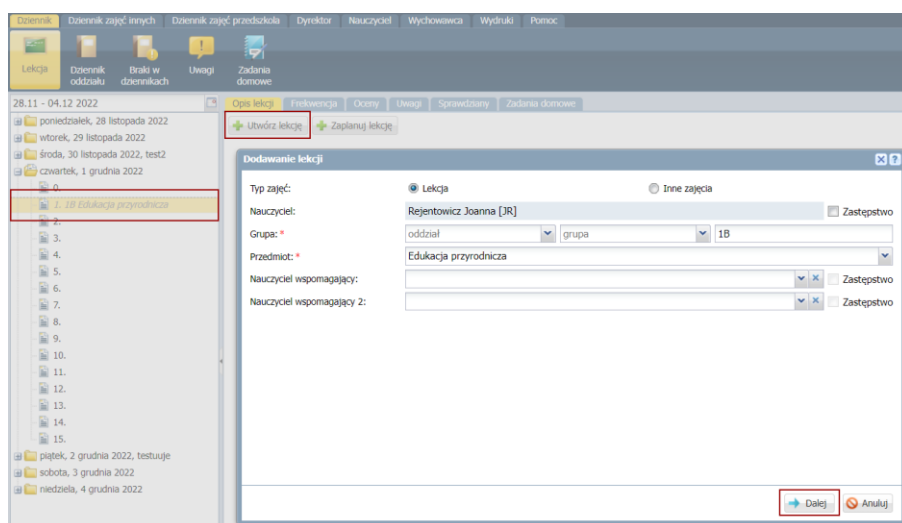 Dziennik Dziennik zajęć innych Dziennik zajęć przedszkola Dyrektor Nauczyciel Wychowawca Wydruki Pomoc
Lekcja Dziennik oddziału Braki w dziennikach Uwagi Zadania domowe
28.11 - 04.12 2022
Opis lekcji Frekwencja Oceny Uwagi Sprawdziany Zadania domowe
poniedziałek, 28 listopada 2022
Utwórz lekcję Zaplanuj lekcję
wtorek, 29 listopada 2022
środa, 30 listopada 2022, test2
czwartek, 1 grudnia 2022
0.
1. 1B Edukacja przyrodnicza
2.
3.
4.
5.
6.
7.
8.
9.
10.
11.
12.
13.
14.
15.
piątek, 2 grudnia 2022, testuuje
sobota, 3 grudnia 2022
niedziela, 4 grudnia 2022
Dodawanie lekcji
Typ zajęć: Lekcja Inne zajęcia
Nauczyciel: Rejentowicz Joanna [JR] Zastępstwo
Grupa: * oddział grupa 1B
Przedmiot: * Edukacja przyrodnicza
Nauczyciel wspomagający: Zastępstwo
Nauczyciel wspomagający 2: Zastępstwo
Dalej Anuluj